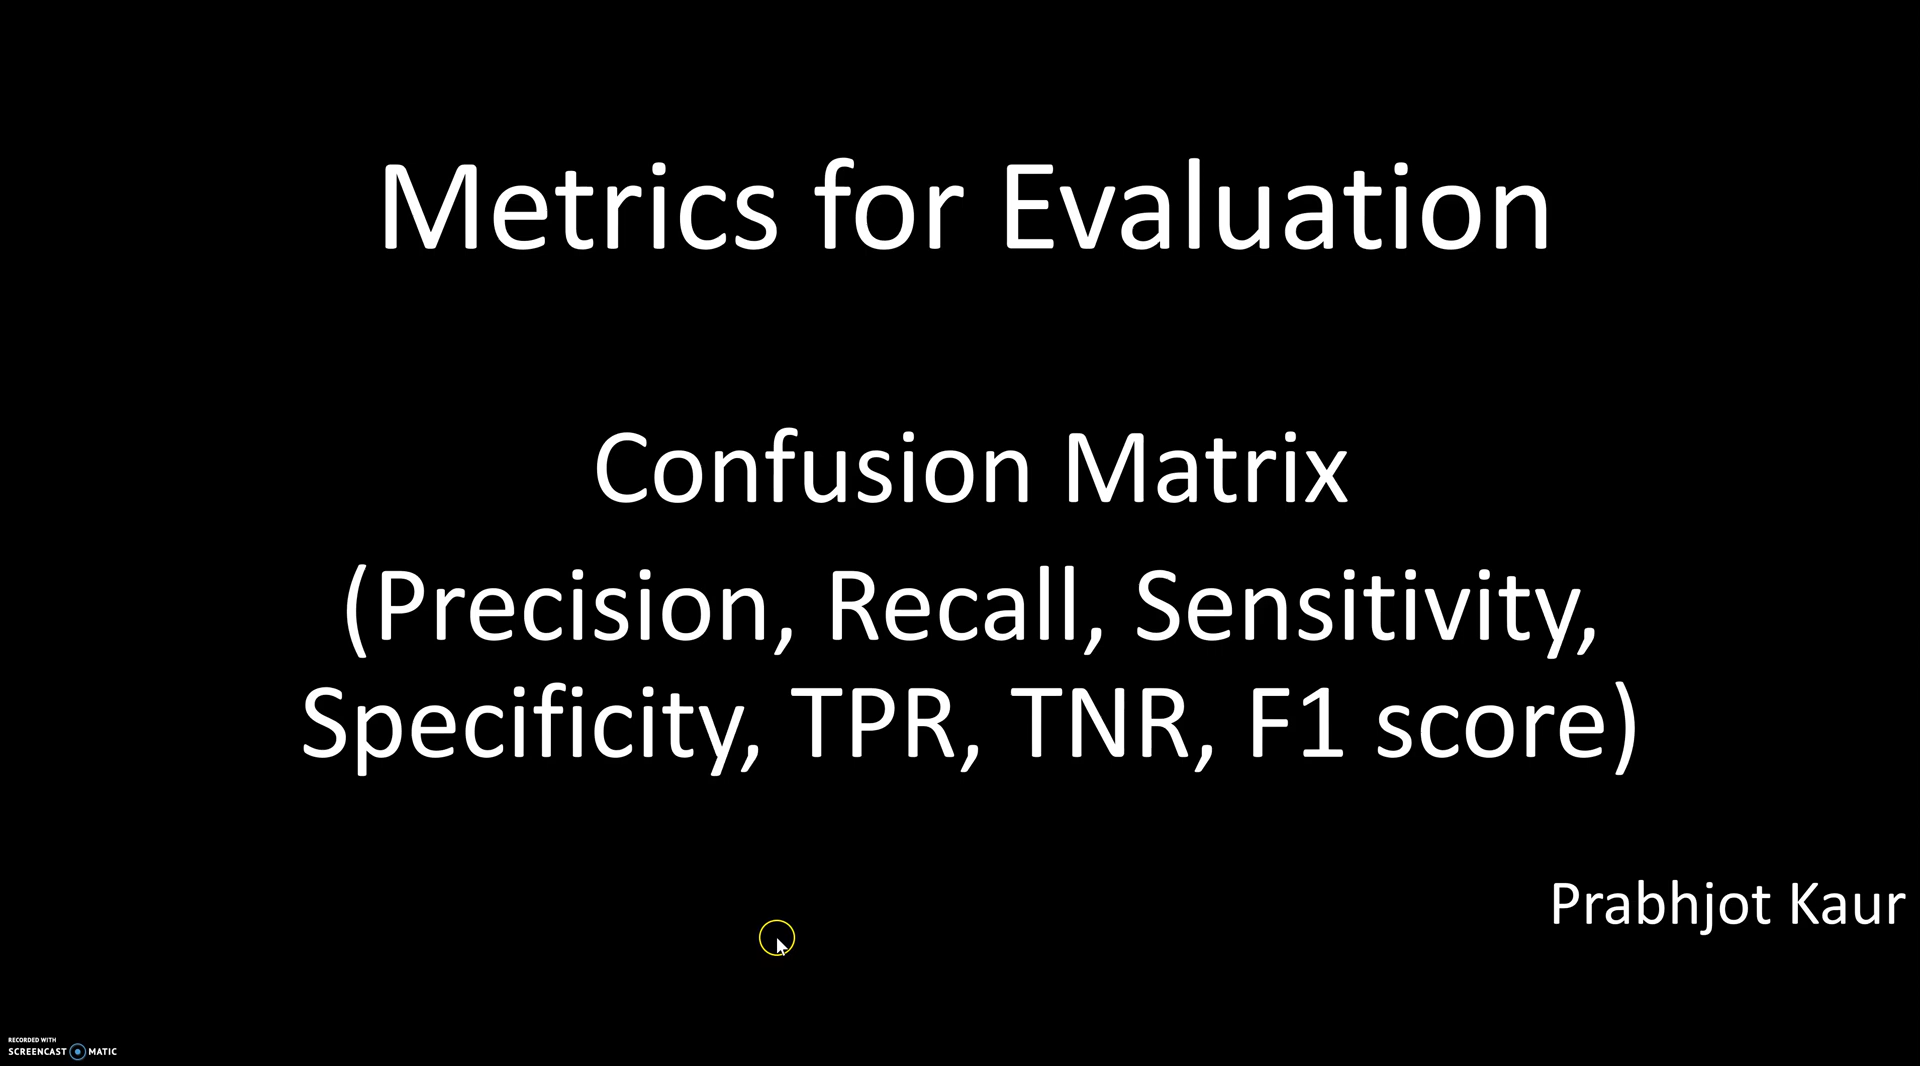 Metrics for Evaluation
Confusion Matrix
(Precision, Recall, Sensitivity,
Specificity, TPR, TNR, F1 score)
Prabhjot Kaur
RECORDED WITH
SCREENCAST MATIC